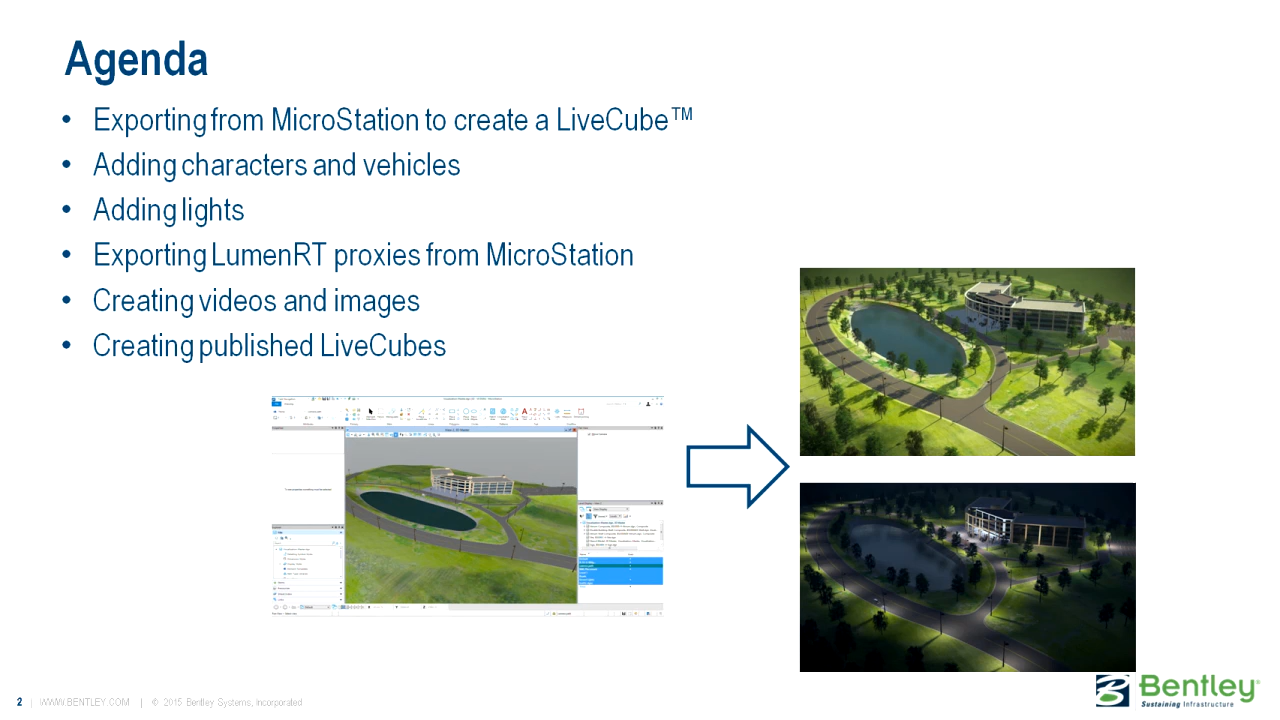 Agenda
• Exporting from MicroStation to create a LiveCube™
• Adding characters and vehicles
• Adding lights
• Exporting LumenRT proxies from MicroStation
• Creating videos and images
• Creating published LiveCubes
2 | WWW.BENTLEY.COM | © 2015 Bentley Systems, Incorporated
Bentley®
Sustaining Infrastructure